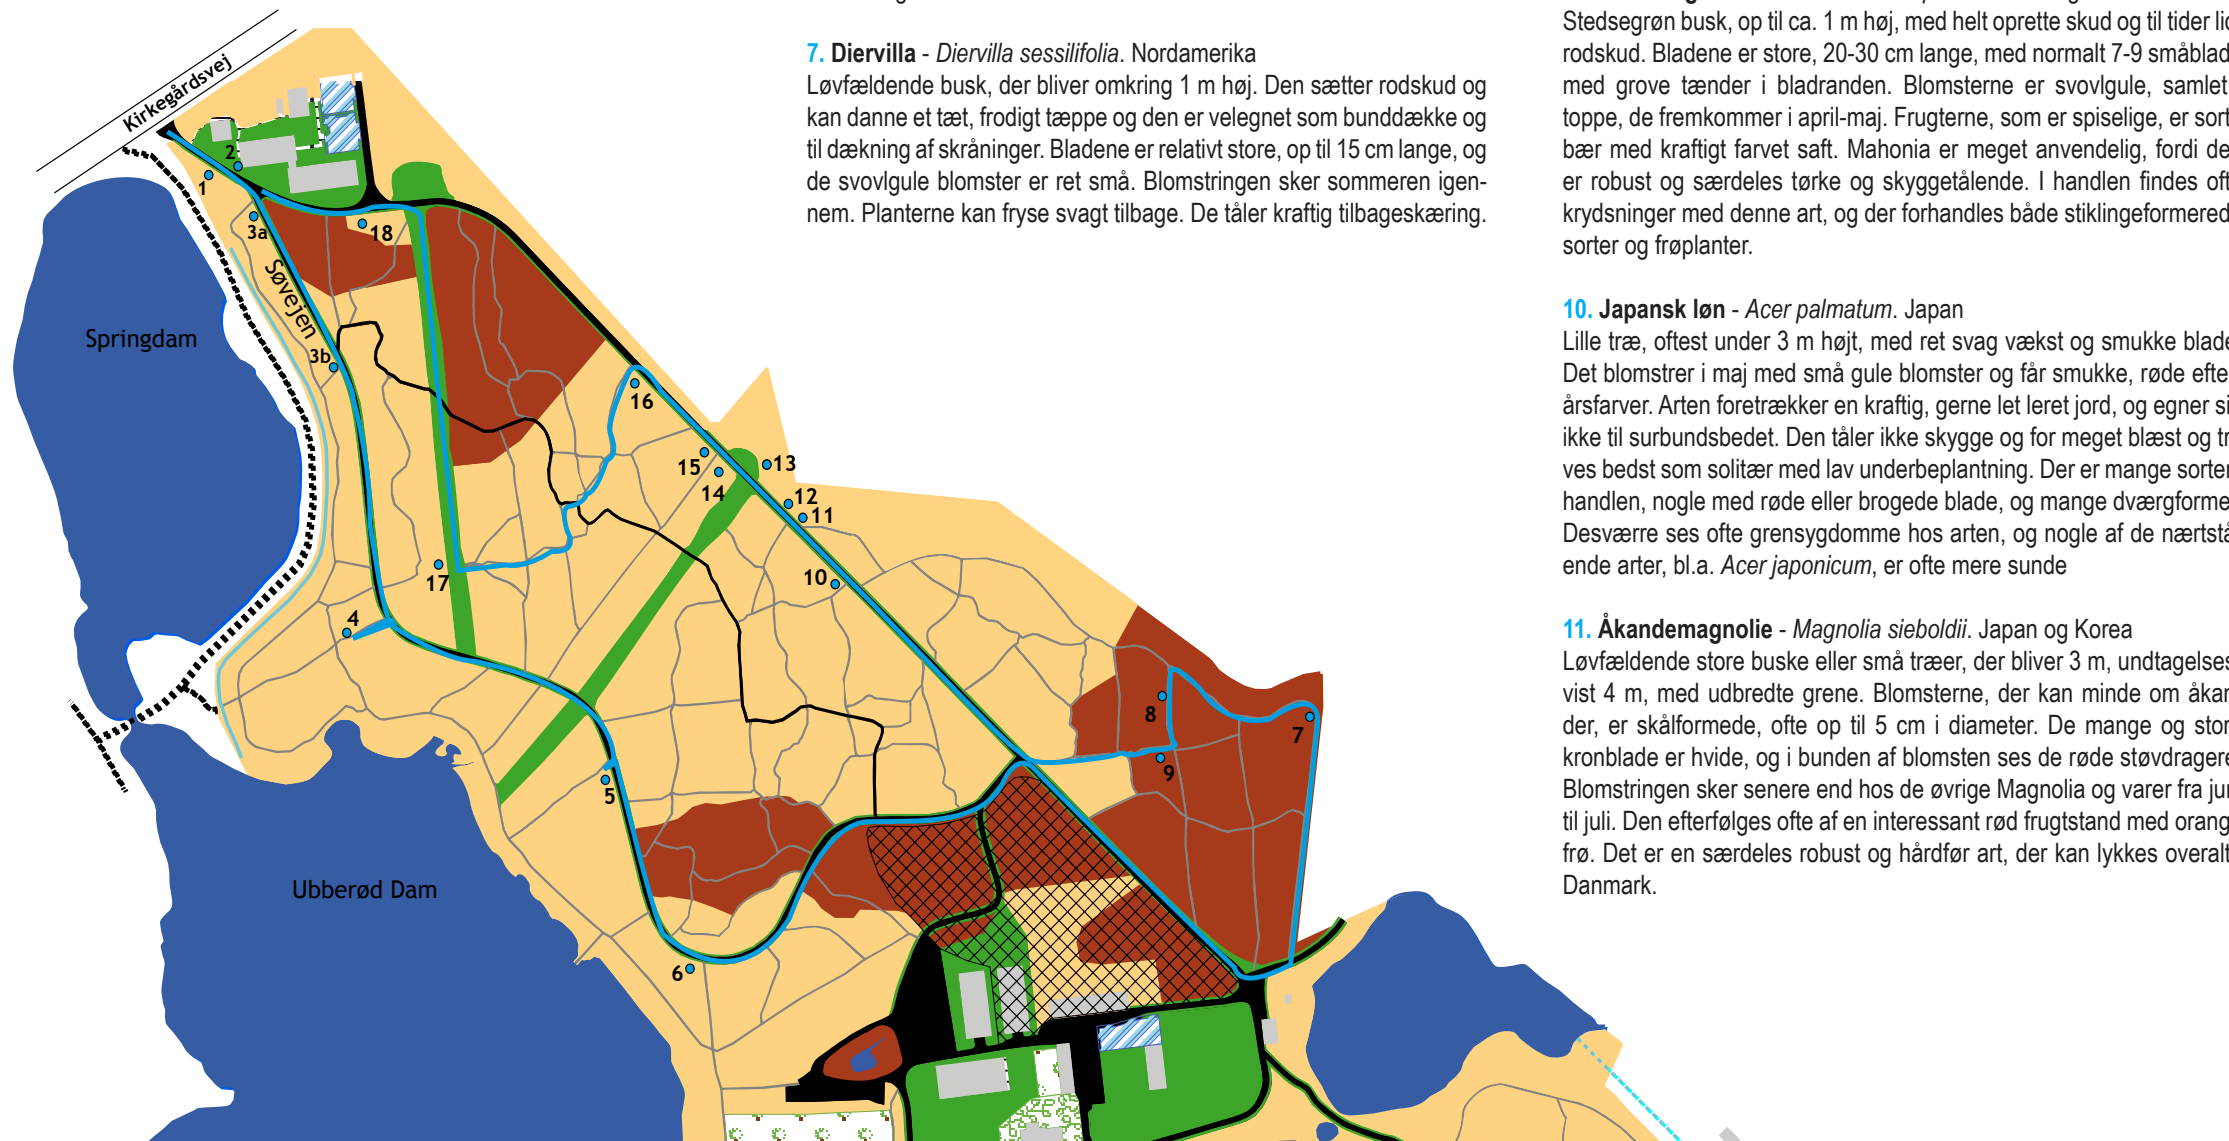 7. Diervilla - Diervilla sessilifolia. Nordamerika
Løvfældende busk, der bliver omkring 1 m høj. Den sætter rodskud og
kan danne et tæt, frodigt tæppe og den er velegnet som bunddække og
til dækning af skråninger. Bladene er relativt store, op til 15 cm lange, og
de svovlgule blomster er ret små. Blomstringen sker sommeren igen-
nem. Planterne kan fryse svagt tilbage. De tåler kraftig tilbageskæring.
Stedsegrøn busk, op til ca. 1 m høj, med helt oprette skud og til tider
rodskud. Bladene er store, 20-30 cm lange, med normalt 7-9 småblad
med grove tænder i bladranden. Blomsterne er svovlgule, samlet
toppe, de fremkommer i april-maj. Frugterne, som er spiselige, er sort
bær med kraftigt farvet saft. Mahonia er meget anvendelig, fordi de
er robust og særdeles tørke og skyggetålende. I handlen findes oft
krydsninger med denne art, og der forhandles både stiklingeformered
sorter og frøplanter.
10. Japansk løn - Acer palmatum. Japan
Lille træ, oftest under 3 m højt, med ret svag vækst og smukke blade
Det blomstrer i maj med små gule blomster og får smukke, røde efte
årsfarver. Arten foretrækker en kraftig, gerne let leret jord, og egner si
ikke til surbundsbedet. Den tåler ikke skygge og for meget blæst og tr
ves bedst som solitær med lav underbeplantning. Der er mange sorter
handlen, nogle med røde eller brogede blade, og mange dværgforme
Desværre ses ofte grensygdomme hos arten, og nogle af de nærtstå
ende arter, bl.a. Acer japonicum, er ofte mere sunde
11. Åkandemagnolie - Magnolia sieboldii. Japan og Korea
Løvfældende store buske eller små træer, der bliver 3 m, undtagelses
vist 4 m, med udbredte grene. Blomsterne, der kan minde om åkan
der, er skålformede, ofte op til 5 cm i diameter. De mange og stor
kronblade er hvide, og i bunden af blomsten ses de røde støvdragere
Blomstringen sker senere end hos de øvrige Magnolia og varer fra jun
til juli. Den efterfølges ofte af en interessant rød frugtstand med orang
frø. Det er en særdeles robust og hårdfør art, der kan lykkes overalt
Danmark.
Kirkegårdsvej
2
1
3a
18
Søvejen
Springdam
3b
16
15
13
14
12
11
17
10
4
8
7
9
5
Ubberød Dam
6